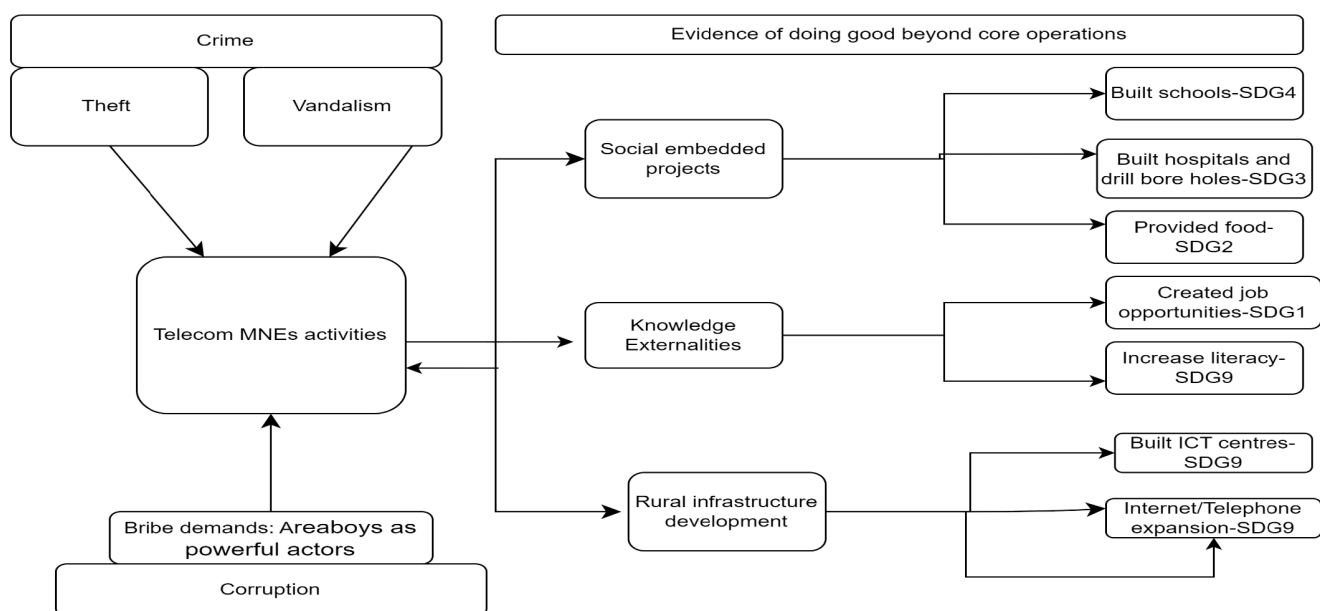 Crime
Evidence of doing good beyond core operations
Theft
Vandalism
Built schools-SDG4
Social embedded
projects
Built hospitals and
drill bore holes-SDG3
Provided food-
SDG2
Telecom MNEs activities
Knowledge
Externalities
Created job
opportunities-SDG1
Increase literacy-
SDG9
Built ICT centres-
SDG9
Rural infrastructure
development
Internet/Telephone
expansion-SDG9
Bribe demands: Areaboys as
powerful actors
Corruption